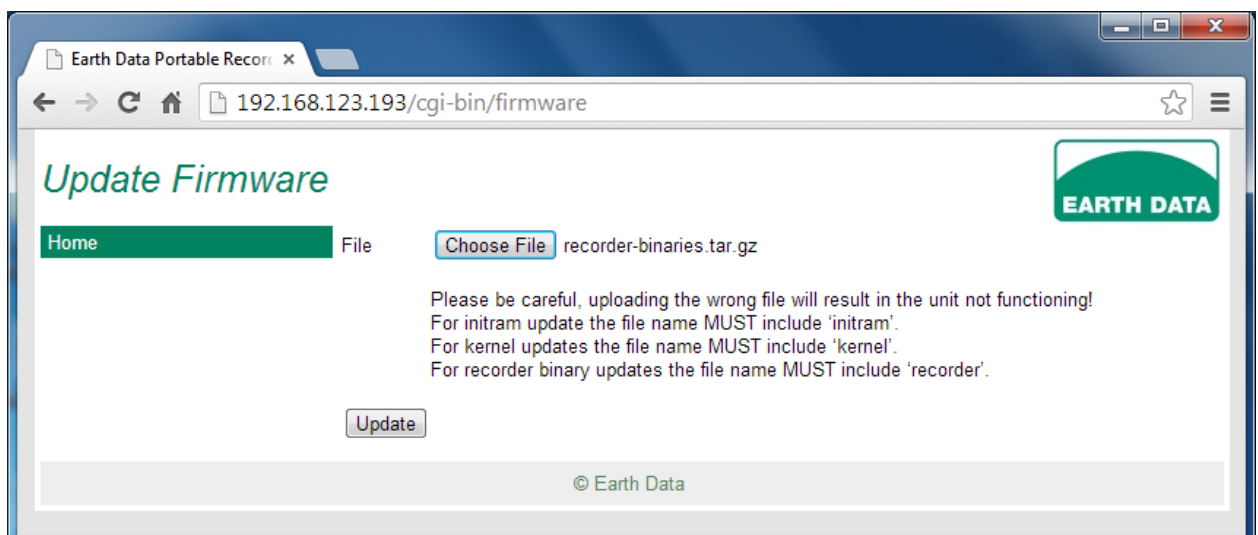 Earth Data Portable Recor
192.168.123.193/cgi-bin/firmware
Update Firmware
EARTH DATA
Home
File Choose File recorder-binaries.tar.gz
Please be careful, uploading the wrong file will result in the unit not functioning!
For initram update the file name MUST include ‘initram’.
For kernel updates the file name MUST include ‘kernel’.
For recorder binary updates the file name MUST include ‘recorder’.
Update
© Earth Data